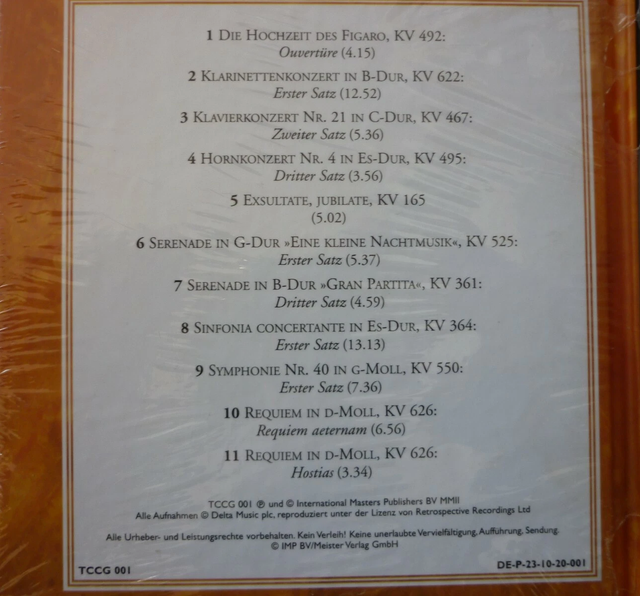 1 Die Hochzeit des Figaro, KV 492:
Ouvertüre (4.15)
2 Klarinettenkonzert in B-Dur, KV 622:
Erster Satz (12.52)
3 Klavierkonzert Nr. 21 in C-Dur, KV 467:
Zweiter Satz (5.36)
4 Hornkonzert Nr. 4 in Es-Dur, KV 495:
Dritter Satz (3.56)
5 Exsultate, jubilate, KV 165
(5.02)
6 Serenade in G-Dur »Eine kleine Nachtmusik«, KV 525:
Erster Satz (5.37)
7 Serenade in B-Dur »Gran Partita«, KV 361:
Dritter Satz (4.59)
8 Sinfonia concertante in Es-Dur, KV 364:
Erster Satz (13.13)
9 Symphonie Nr. 40 in g-Moll, KV 550:
Erster Satz (7.36)
10 Requiem in d-Moll, KV 626:
Requiem aeternam (6.56)
11 Requiem in d-Moll, KV 626:
Hostias (3.34)
TCCG 001 ℗ und © International Masters Publishers BV MMII
Alle Aufnahmen © Delta Music plc, reproduziert unter der Lizenz von Retrospective Recordings Ltd
Alle Urheber- und Leistungsrechte vorbehalten. Kein Verleih! Keine unerlaubte Vervielfältigung, Aufführung, Sendung.
© IMP BV/Meister Verlag GmbH
TCCG 001
DE-P-23-10-20-001